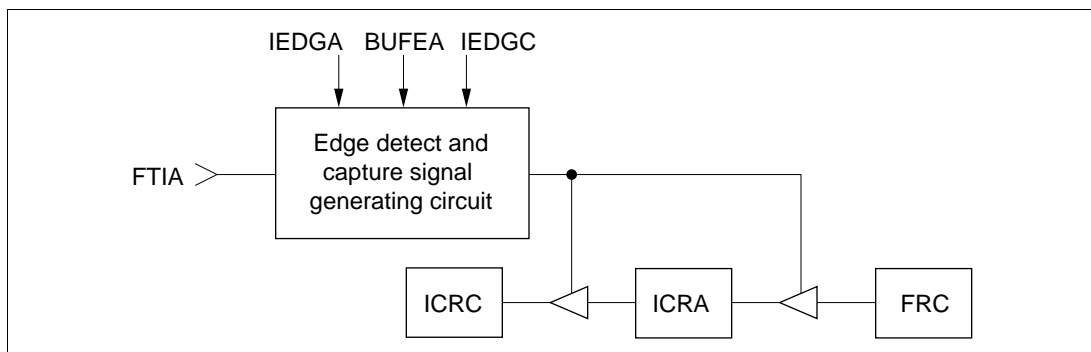 IEDGA BUFEA IEDGC
FTIA
Edge detect and
capture signal
generating circuit
ICRC ICRA FRC